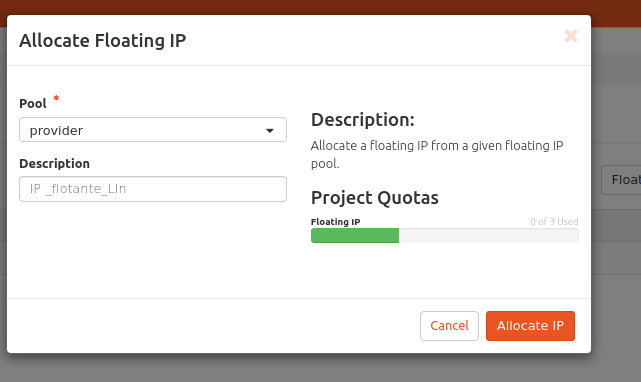 Allocate Floating IP
Pool *
provider
Description
IP _flotante_LIn
Description:
Allocate a floating IP from a given floating IP
pool.
Project Quotas
Floating IP
0 of 3 Used
Float
Cancel
Allocate IP